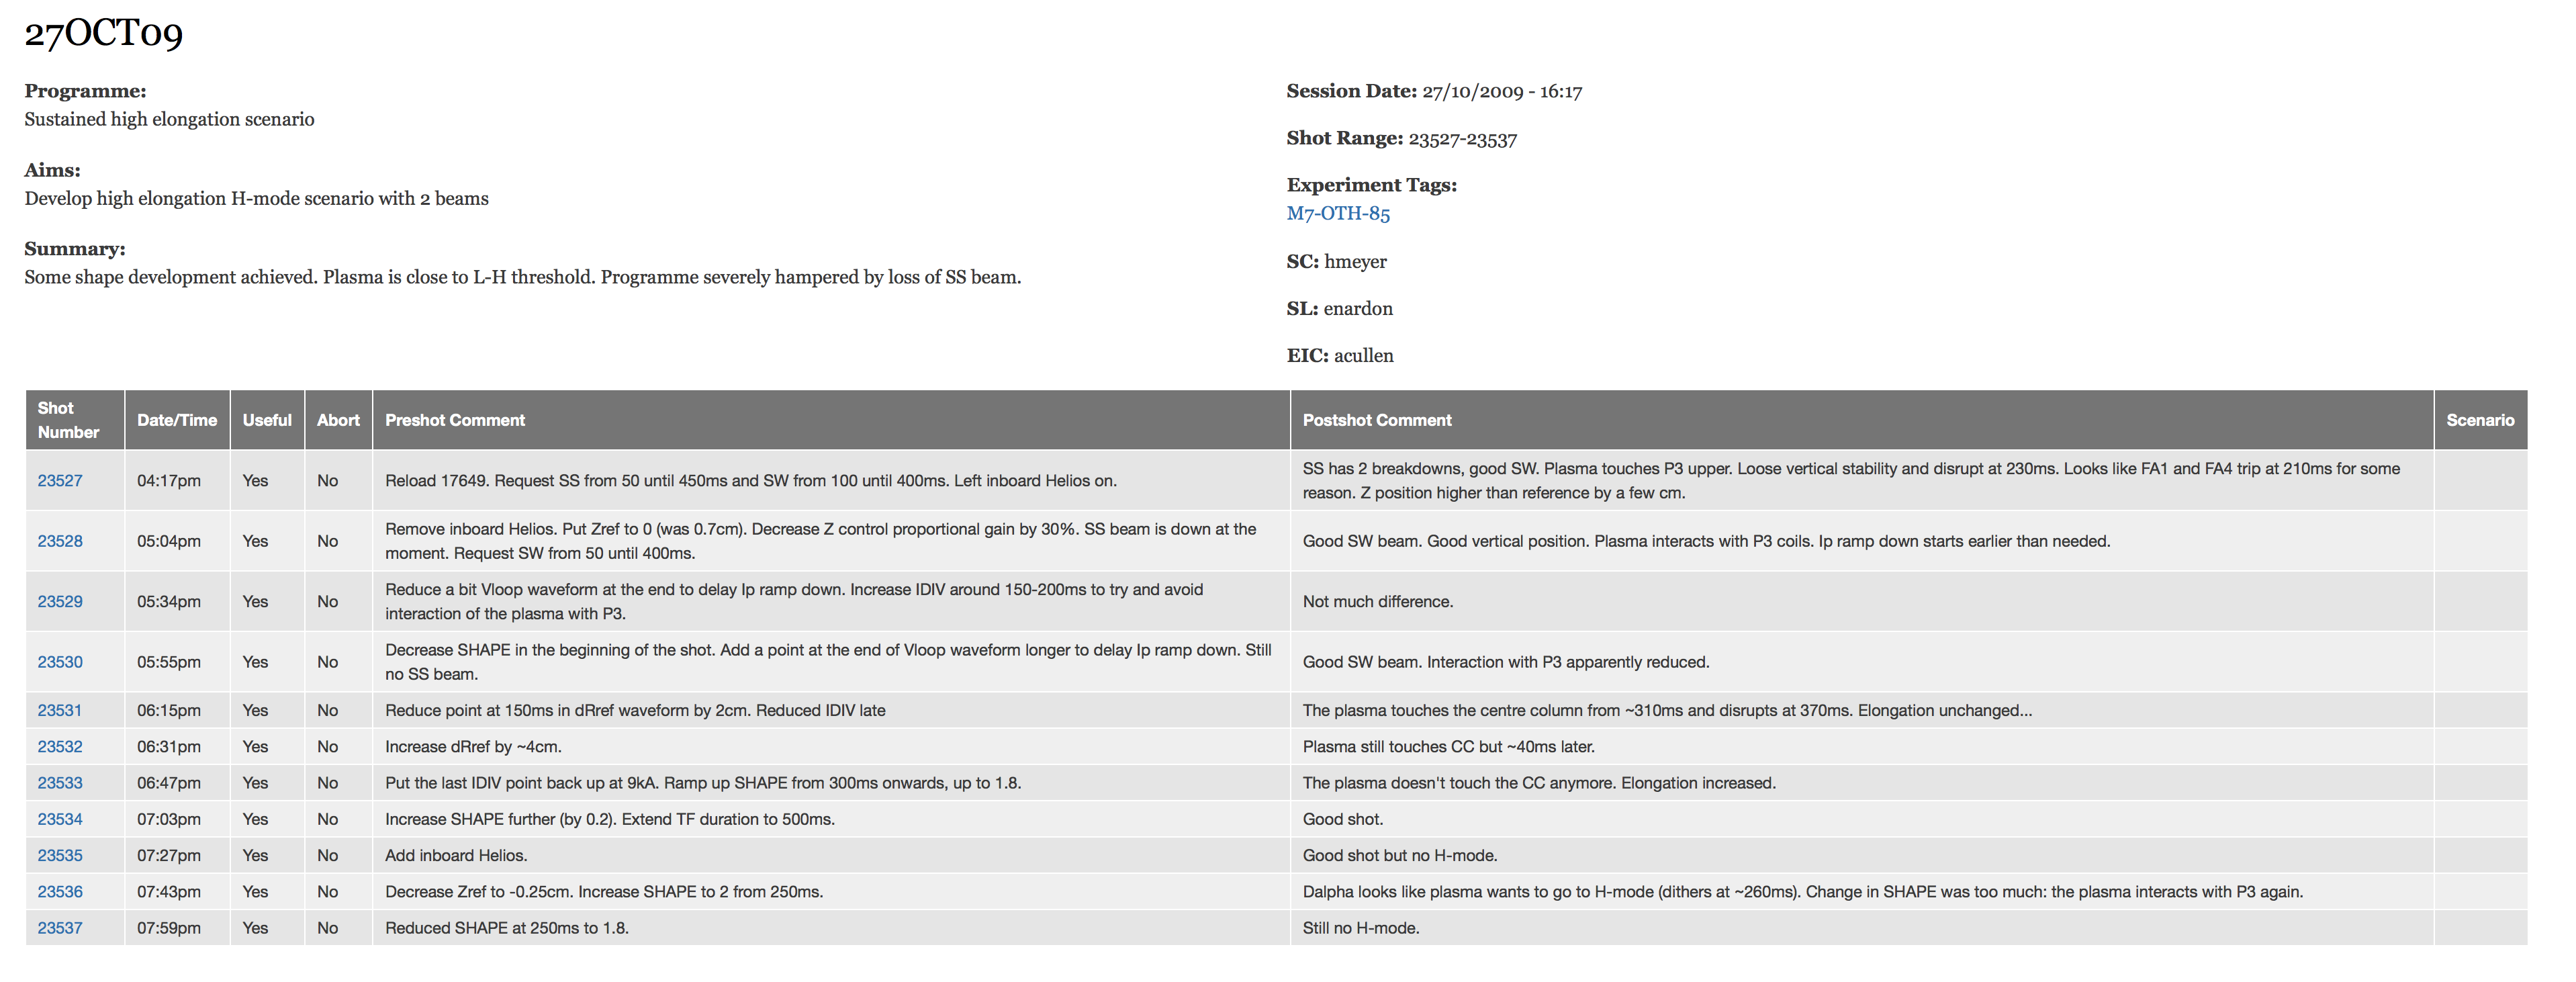 27OCT09
Programme:
Sustained high elongation scenario
Aims:
Develop high elongation H-mode scenario with 2 beams
Summary:
Some shape development achieved. Plasma is close to L-H threshold. Programme severely hampered by loss of SS beam.
Session Date: 27/10/2009 - 16:17
Shot Range: 23527-23537
Experiment Tags:
M7-OTH-85
SC: hmeyer
SL: enardon
EIC: acullen
Shot
Number
Date/Time
Useful
Abort
Preshot Comment
Postshot Comment
Scenario
23527
04:17pm
Yes
No
Reload 17649. Request SS from 50 until 450ms and SW from 100 until 400ms. Left inboard Helios on.
SS has 2 breakdowns, good SW. Plasma touches P3 upper. Loose vertical stability and disrupt at 230ms. Looks like FA1 and FA4 trip at 210ms for some
reason. Z position higher than reference by a few cm.
23528
05:04pm
Yes
No
Remove inboard Helios. Put Zref to 0 (was 0.7cm). Decrease Z control proportional gain by 30%. SS beam is down at the
moment. Request SW from 50 until 400ms.
Good SW beam. Good vertical position. Plasma interacts with P3 coils. Ip ramp down starts earlier than needed.
23529
05:34pm
Yes
No
Reduce a bit Vloop waveform at the end to delay Ip ramp down. Increase IDIV around 150-200ms to try and avoid
interaction of the plasma with P3.
Not much difference.
23530
05:55pm
Yes
No
Decrease SHAPE in the beginning of the shot. Add a point at the end of Vloop waveform longer to delay Ip ramp down. Still
no SS beam.
Good SW beam. Interaction with P3 apparently reduced.
23531
06:15pm
Yes
No
Reduce point at 150ms in dRref waveform by 2cm. Reduced IDIV late
The plasma touches the centre column from ~310ms and disrupts at 370ms. Elongation unchanged...
23532
06:31pm
Yes
No
Increase dRref by ~4cm.
Plasma still touches CC but ~40ms later.
23533
06:47pm
Yes
No
Put the last IDIV point back up at 9kA. Ramp up SHAPE from 300ms onwards, up to 1.8.
The plasma doesn't touch the CC anymore. Elongation increased.
23534
07:03pm
Yes
No
Increase SHAPE further (by 0.2). Extend TF duration to 500ms.
Good shot.
23535
07:27pm
Yes
No
Add inboard Helios.
Good shot but no H-mode.
23536
07:43pm
Yes
No
Decrease Zref to -0.25cm. Increase SHAPE to 2 from 250ms.
Dalpha looks like plasma wants to go to H-mode (dithers at ~260ms). Change in SHAPE was too much: the plasma interacts with P3 again.
23537
07:59pm
Yes
No
Reduced SHAPE at 250ms to 1.8.
Still no H-mode.